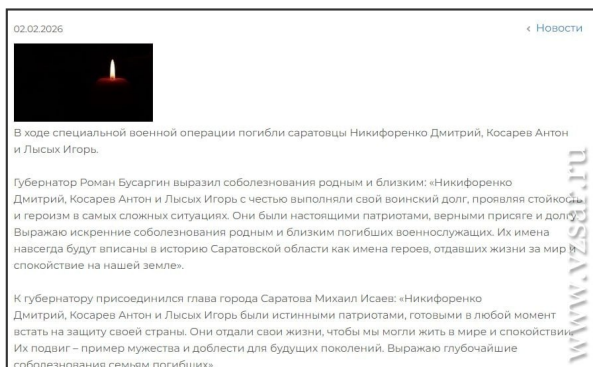 02.02.2026
‹ Новости
В ходе специальной военной операции погибли саратовцы Никифоренко Дмитрий, Косарев Антон
и Лысых Игорь.
Губернатор Роман Бусаргин выразил соболезнования родным и близким: «Никифоренко
Дмитрий, Косарев Антон и Лысых Игорь с честью выполняли свой воинский долг, проявляя стойкость
и героизм в самых сложных ситуациях. Они были настоящими патриотами, верными присяге и долгу.
Выражаю искренние соболезнования родным и близким погибших военнослужащих. Их имена
навсегда будут вписаны в историю Саратовской области как имена героев, отдавших жизни за мир и
спокойствие на нашей земле».
К губернатору присоединился глава города Саратова Михаил Исаев: «Никифоренко
Дмитрий, Косарев Антон и Лысых Игорь были истинными патриотами, готовыми в любой момент
встать на защиту своей страны. Они отдали свои жизни, чтобы мы могли жить в мире и спокойствии.
Их подвиг – пример мужества и доблести для будущих поколений. Выражаю глубочайшие
соболезнования семьям погибших»
www.vzsar.ru